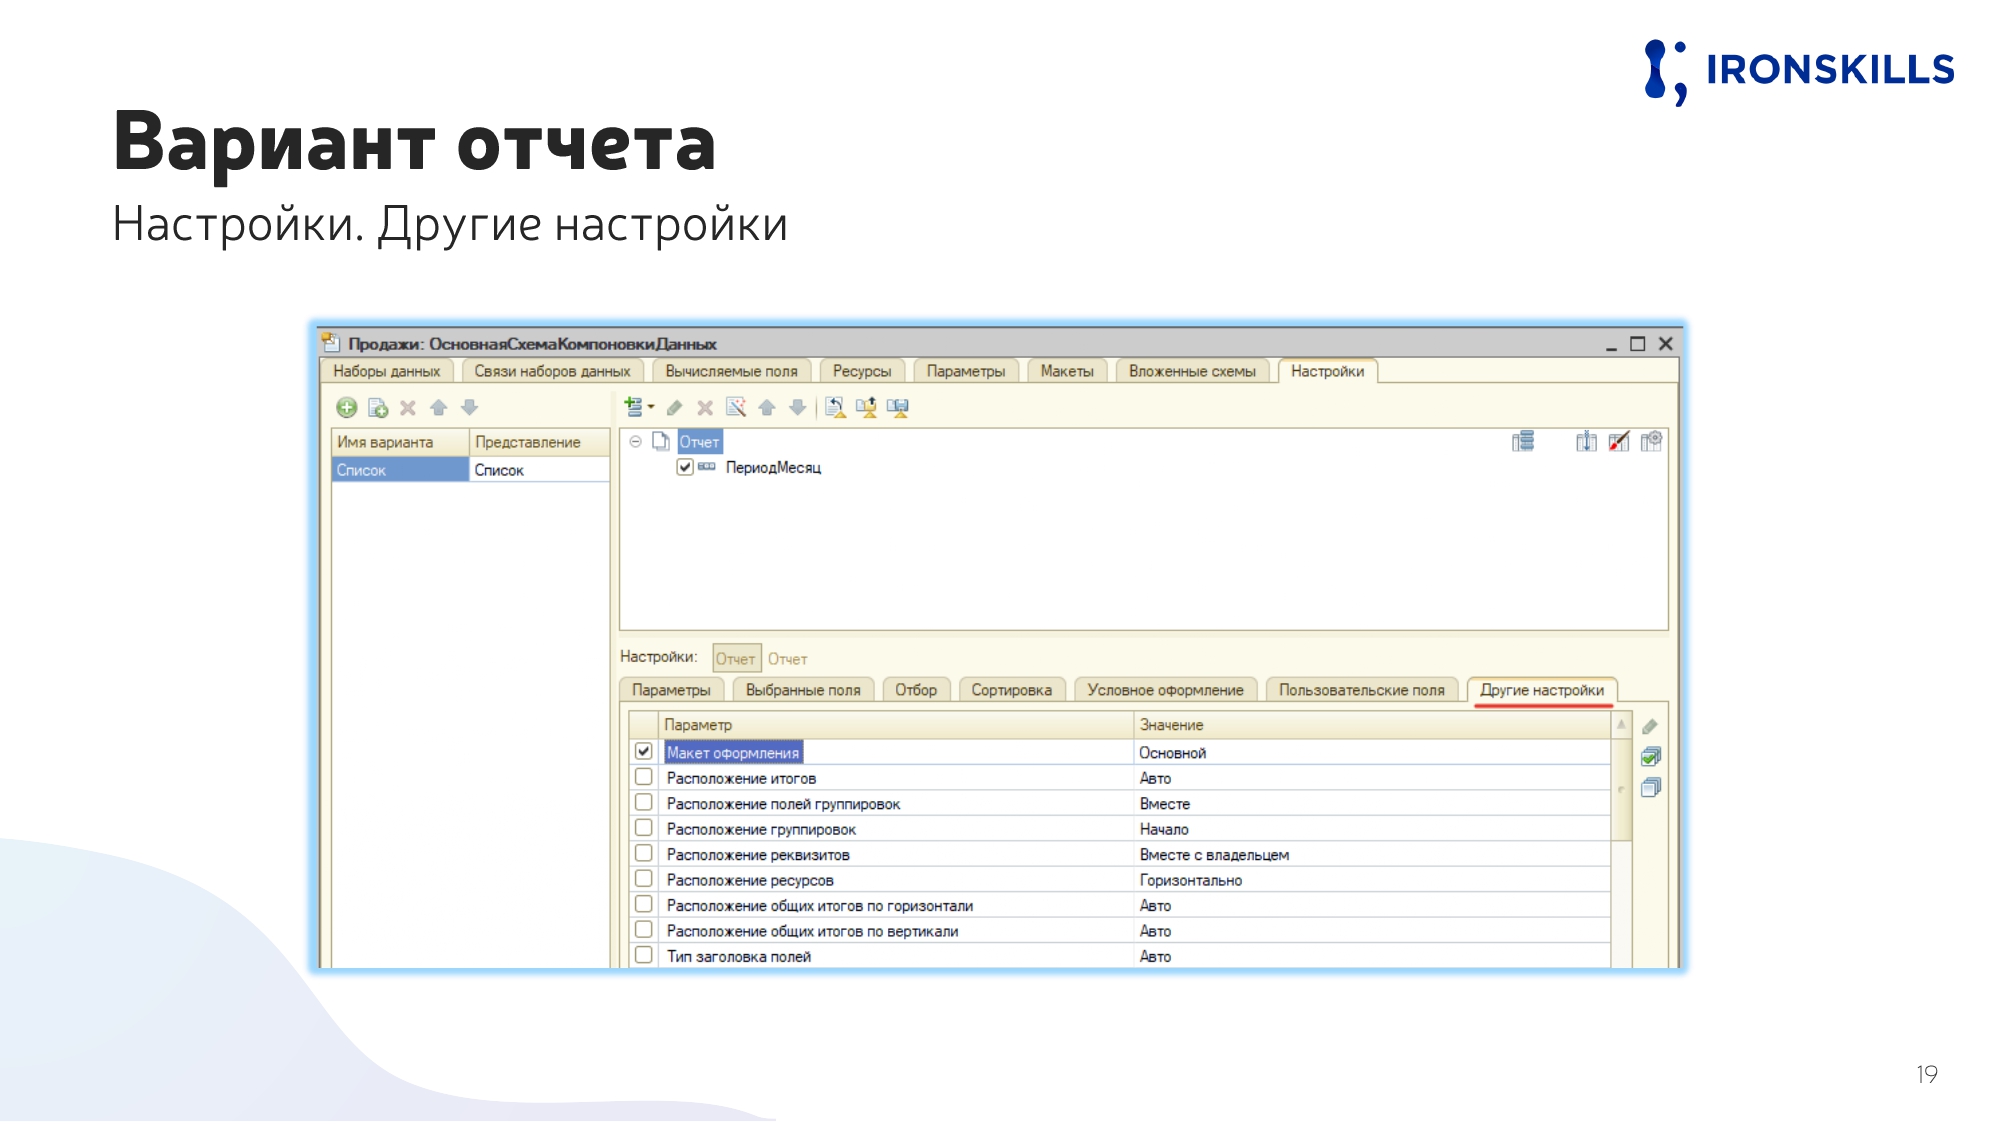 IRONSKILLS
Вариант отчета
Настройки. Другие настройки
Продажи: ОсновнаяСхемаКомпоновкиДанных
Наборы данных Связи наборов данных Вычисляемые поля Ресурсы Параметры Макеты Вложенные схемы Настройки
Имя варианта Представление
Список Список
Отчет
ПериодМесяц
Настройки: Отчет Отчет
Параметры Выбранные поля Отбор Сортировка Условное оформление Пользовательские поля Другие настройки
Параметр Значение
Макет оформления Основной
Расположение итогов Авто
Расположение полей группировок Вместе
Расположение группировок Начало
Расположение реквизитов Вместе с владельцем
Расположение ресурсов Горизонтально
Расположение общих итогов по горизонтали Авто
Расположение общих итогов по вертикали Авто
Тип заголовка полей Авто
19